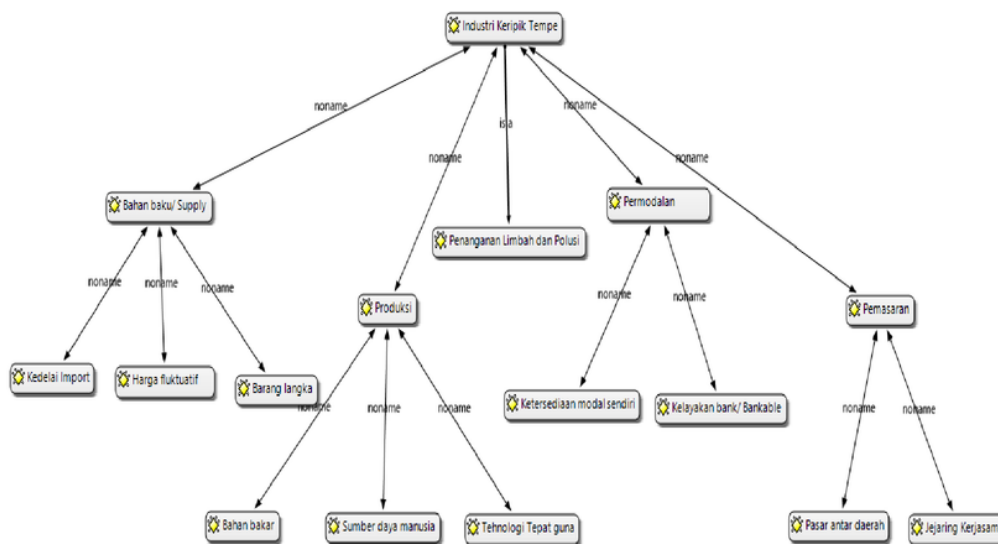 Industri Keripik Tempe
noname
noname
is a
noname
noname
Bahan baku/ Supply
Permodalan
Penanganan Limbah dan Polusi
noname
noname
noname
noname
noname
Produksi
Pemasaran
Kedelai Import
Harga fluktuatif
Barang langka
Ketersediaan modal sendiri
Kelayakan bank/ Bankable
noname
noname
noname
noname
noname
Bahan bakar
Sumber daya manusia
Tehnologi Tepat guna
Pasar antar daerah
Jejaring Kerjasam